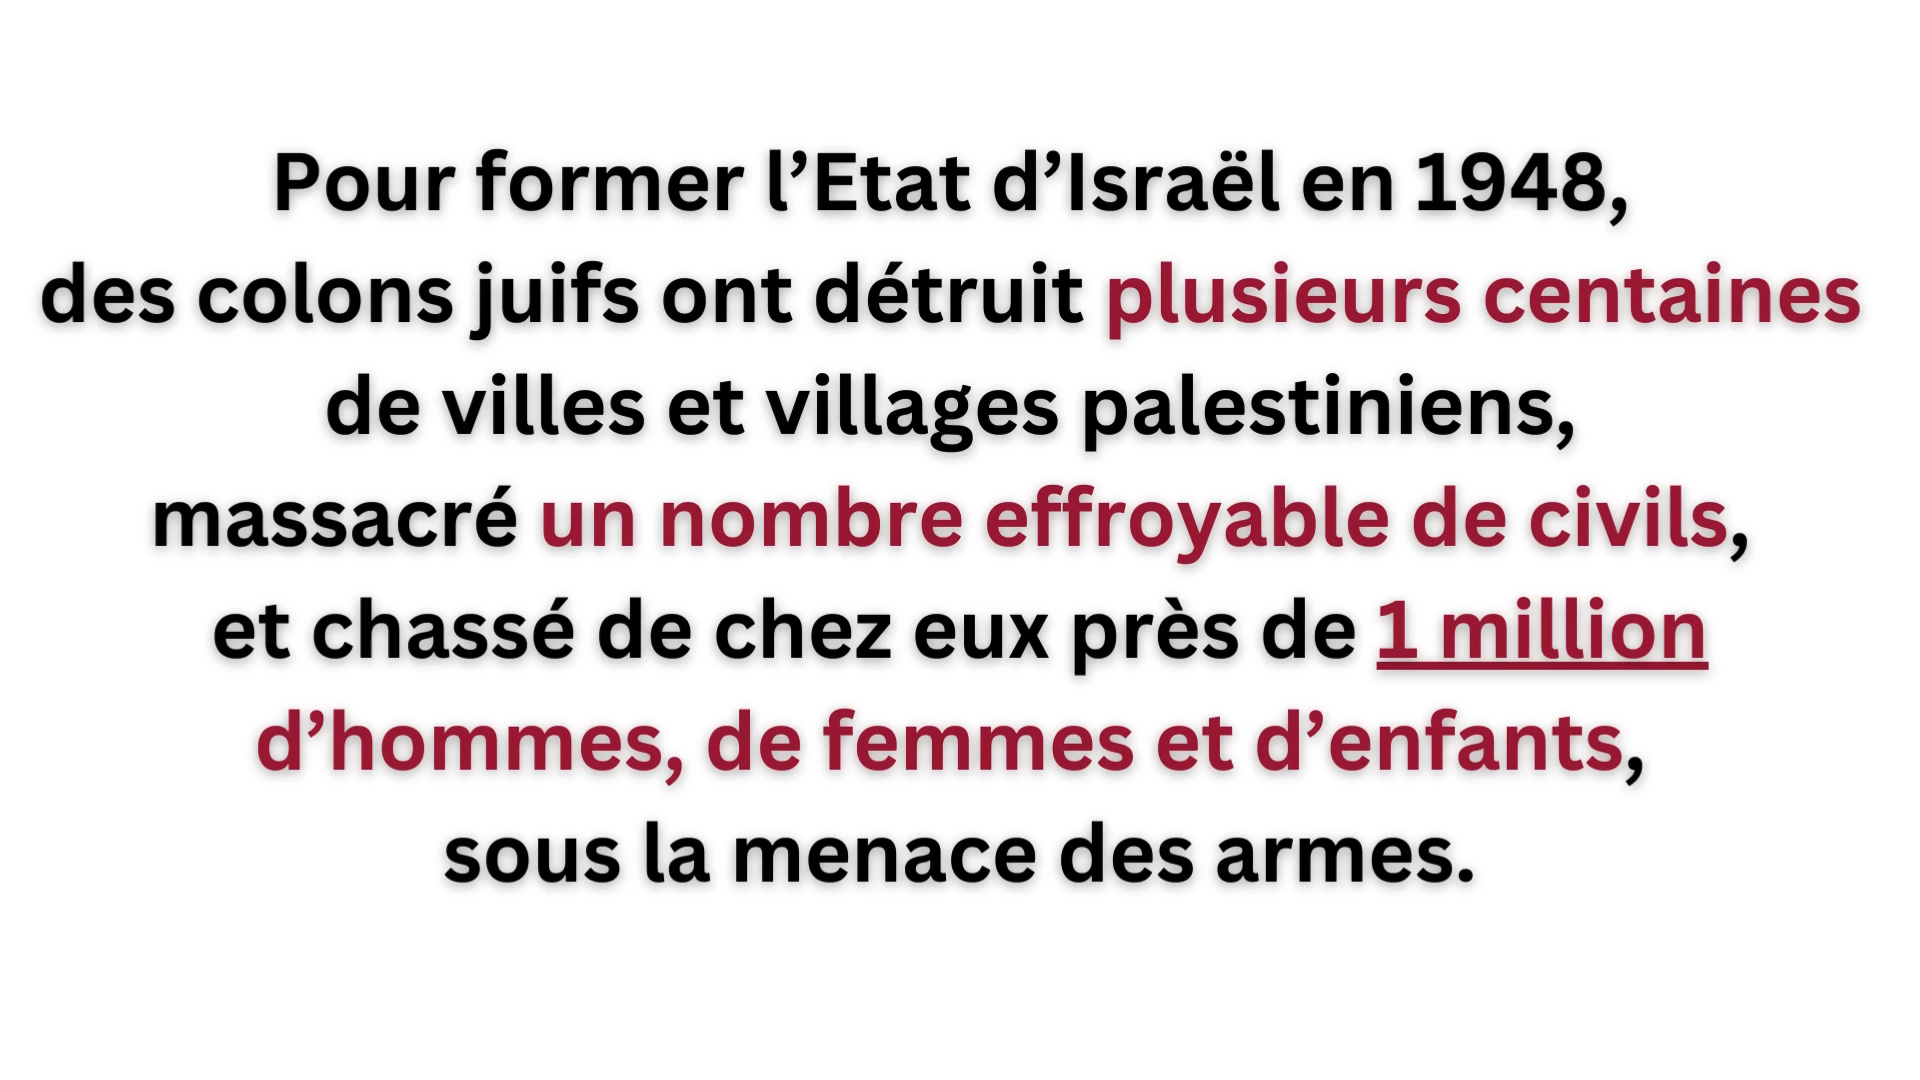 Pour former l’Etat d’Israël en 1948,
des colons juifs ont détruit plusieurs centaines
de villes et villages palestiniens,
massacré un nombre effroyable de civils,
et chassé de chez eux près de 1 million
d’hommes, de femmes et d’enfants,
sous la menace des armes.